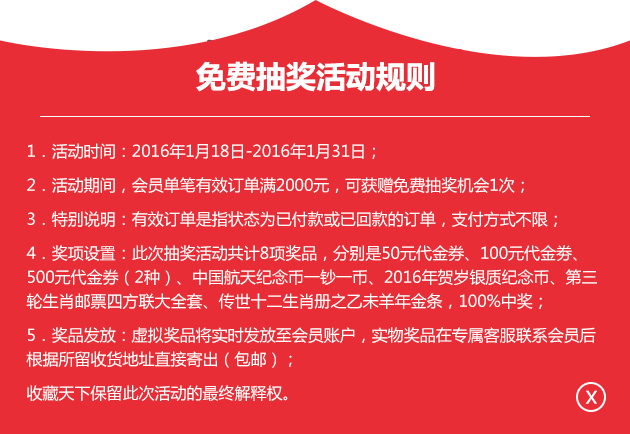 免费抽奖活动规则
1．活动时间：2016年1月18日-2016年1月31日；
2．活动期间，会员单笔有效订单满2000元，可获赠免费抽奖机会1次；
3．特别说明：有效订单是指状态为已付款或已回款的订单，支付方式不限；
4．奖项设置：此次抽奖活动共计8项奖品，分别是50元代金券、100元代金券、
500元代金券（2种）、中国航天纪念币一钞一币、2016年贺岁银质纪念币、第三
轮生肖邮票四方联大全套、传世十二生肖册之乙未羊年金条，100%中奖；
5．奖品发放：虚拟奖品将实时发放至会员账户，实物奖品在专属客服联系会员后
根据所留收货地址直接寄出（包邮）；
收藏天下保留此次活动的最终解释权。
X